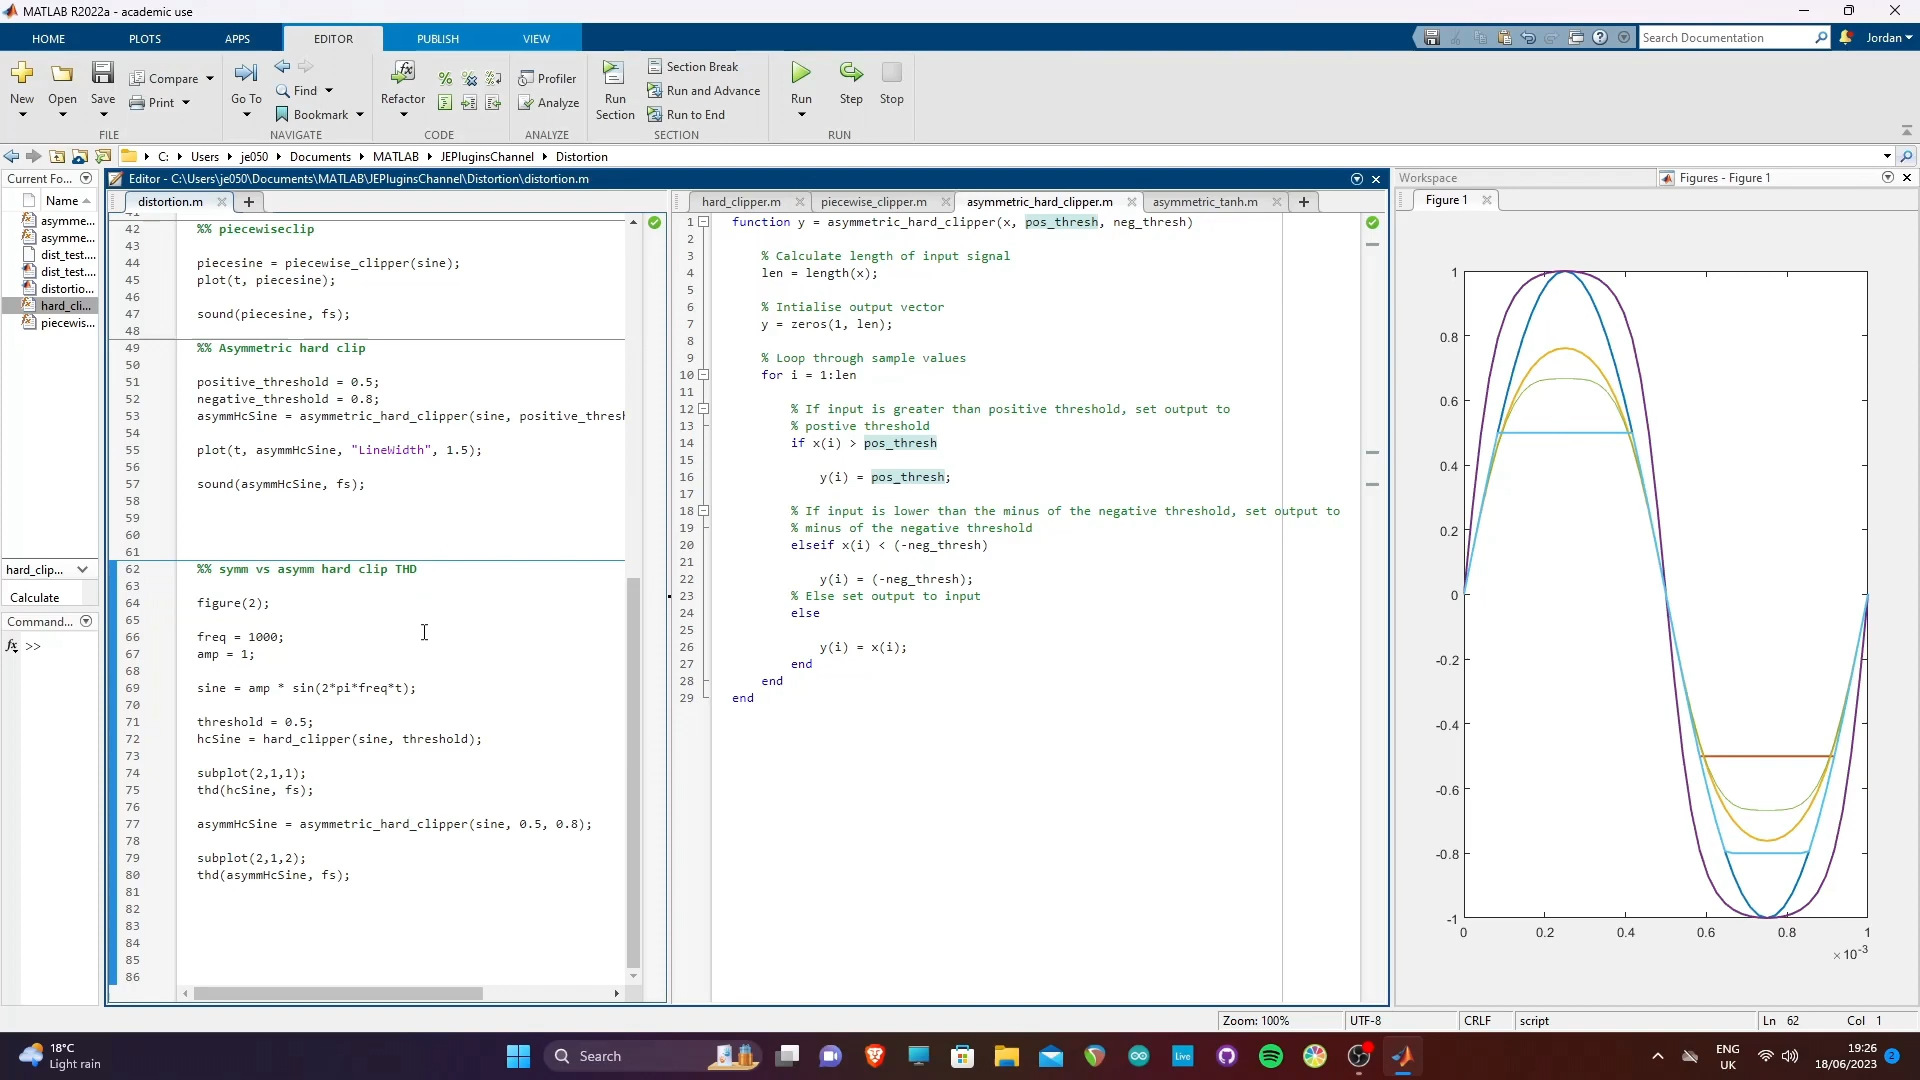 MATLAB R2022a - academic use
HOME PLOTS APPS EDITOR PUBLISH VIEW Search Documentation Jordan
New Open Save Compare Print Go To Find Bookmark Refactor Profiler Analyze Run Section Section Break Run and Advance Run to End Run Step Stop
FILE NAVIGATE CODE ANALYZE SECTION RUN
C: Users je050 Documents MATLAB JEPluginsChannel Distortion
Current Fo...
Name
asymme...
asymme...
dist_test....
dist_test....
distortio...
hard_cli...
piecewis...
hard_clip...
Calculate
Command...
fx >>
Editor - C:\Users\je050\Documents\MATLAB\JEPluginsChannel\Distortion\distortion.m
distortion.m
41
42 %% piecewiseclip
43
44 piecesine = piecewise_clipper(sine);
45 plot(t, piecesine);
46
47 sound(piecesine, fs);
48
49 %% Asymmetric hard clip
50
51 positive_threshold = 0.5;
52 negative_threshold = 0.8;
53 asymmHcSine = asymmetric_hard_clipper(sine, positive_thresh
54
55 plot(t, asymmHcSine, "LineWidth", 1.5);
56
57 sound(asymmHcSine, fs);
58
59
60
61
62 %% symm vs asymm hard clip THD
63
64 figure(2);
65
66 freq = 1000;
67 amp = 1;
68
69 sine = amp * sin(2*pi*freq*t);
70
71 threshold = 0.5;
72 hcSine = hard_clipper(sine, threshold);
73
74 subplot(2,1,1);
75 thd(hcSine, fs);
76
77 asymmHcSine = asymmetric_hard_clipper(sine, 0.5, 0.8);
78
79 subplot(2,1,2);
80 thd(asymmHcSine, fs);
81
82
83
84
85
86
hard_clipper.m piecewise_clipper.m asymmetric_hard_clipper.m asymmetric_tanh.m
1 function y = asymmetric_hard_clipper(x, pos_thresh, neg_thresh)
2
3 % Calculate length of input signal
4 len = length(x);
5
6 % Intialise output vector
7 y = zeros(1, len);
8
9 % Loop through sample values
10 for i = 1:len
11
12 % If input is greater than positive threshold, set output to
13 % postive threshold
14 if x(i) > pos_thresh
15
16 y(i) = pos_thresh;
17
18 % If input is lower than the minus of the negative threshold, set output to
19 % minus of the negative threshold
20 elseif x(i) < (-neg_thresh)
21
22 y(i) = (-neg_thresh);
23 % Else set output to input
24 else
25
26 y(i) = x(i);
27 end
28 end
29 end
Workspace Figures - Figure 1
Figure 1
1
0.8
0.6
0.4
0.2
0
-0.2
-0.4
-0.6
-0.8
-1
0 0.2 0.4 0.6 0.8 1
×10-3
Zoom: 100% UTF-8 CRLF script Ln 62 Col 1
18°C
Light rain
Search
Live
ENG
UK
19:26
18/06/2023
2